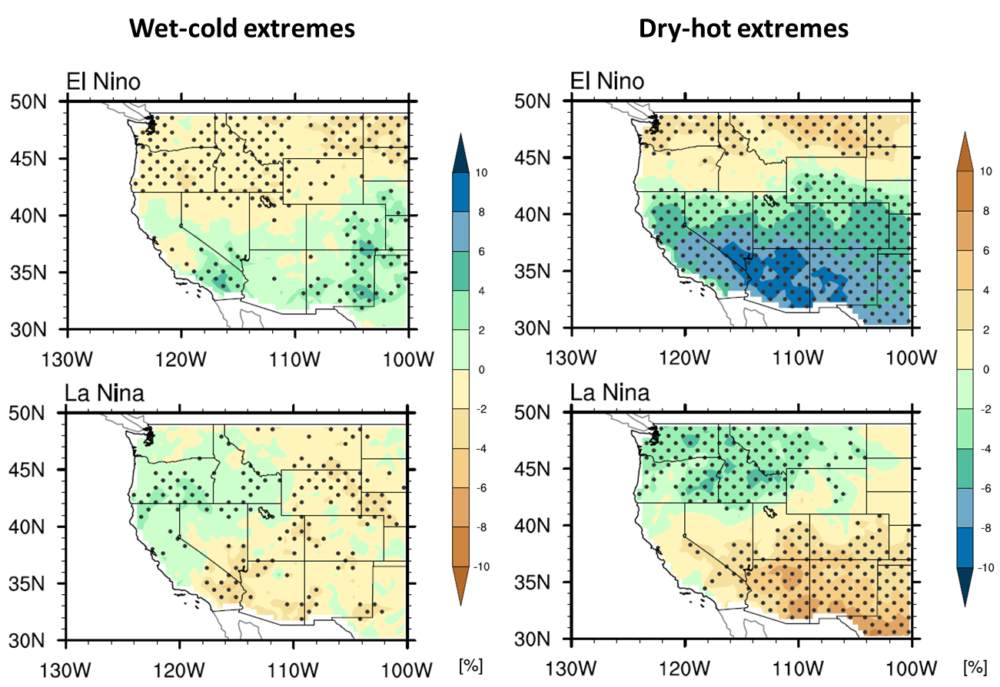 Wet-cold extremes
Dry-hot extremes
El Nino
50N
45N
40N
35N
30N
130W 120W 110W 100W
El Nino
50N
45N
40N
35N
30N
130W 120W 110W 100W
La Nina
50N
45N
40N
35N
30N
130W 120W 110W 100W
10
8
6
4
2
0
-2
-4
-6
-8
-10
[%]
La Nina
50N
45N
40N
35N
30N
130W 120W 110W 100W
10
8
6
4
2
0
-2
-4
-6
-8
-10
[%]